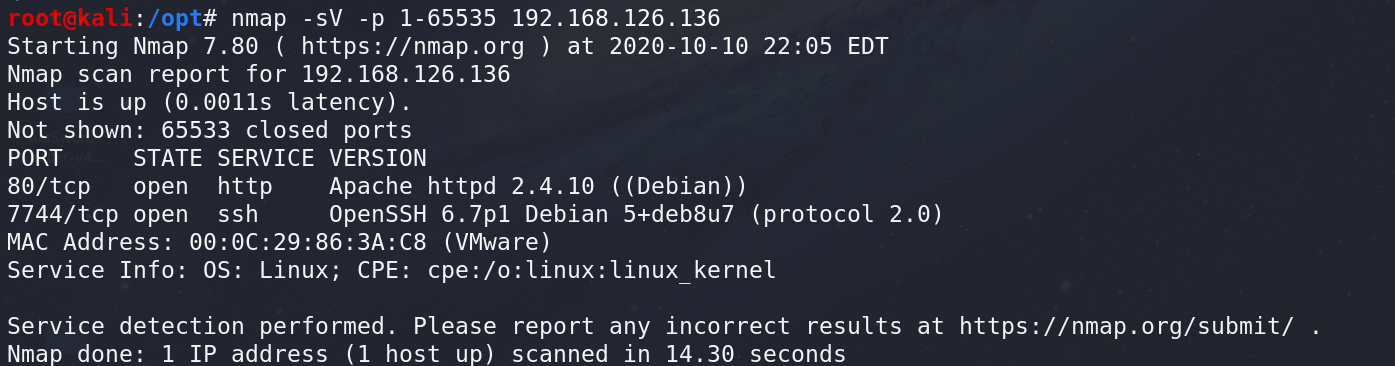 root@kali:/opt# nmap -sV -p 1-65535 192.168.126.136
Starting Nmap 7.80 ( https://nmap.org ) at 2020-10-10 22:05 EDT
Nmap scan report for 192.168.126.136
Host is up (0.0011s latency).
Not shown: 65533 closed ports
PORT     STATE SERVICE VERSION
80/tcp   open  http    Apache httpd 2.4.10 ((Debian))
7744/tcp open  ssh     OpenSSH 6.7p1 Debian 5+deb8u7 (protocol 2.0)
MAC Address: 00:0C:29:86:3A:C8 (VMware)
Service Info: OS: Linux; CPE: cpe:/o:linux:linux_kernel

Service detection performed. Please report any incorrect results at https://nmap.org/submit/ .
Nmap done: 1 IP address (1 host up) scanned in 14.30 seconds